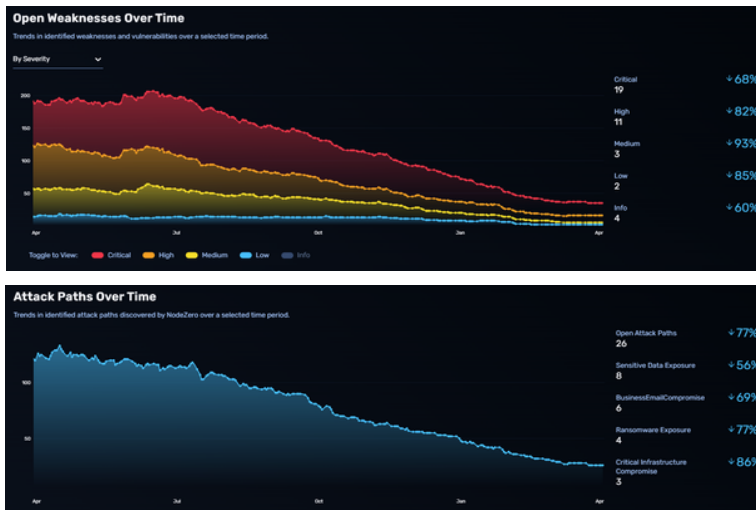 Open Weaknesses Over Time
Trends in identified weaknesses and vulnerabilities over a selected time period.
By Severity
200
150
100
50
Apr Jul Oct Jan Apr
Toggle to View: Critical High Medium Low Info
Critical
19 ↓68%
High
11 ↓82%
Medium
3 ↓93%
Low
2 ↓85%
Info
4 ↓60%
Attack Paths Over Time
Trends in identified attack paths discovered by NodeZero over a selected time period.
100
50
Apr Jul Oct Jan Apr
Open Attack Paths
26 ↓77%
Sensitive Data Exposure
8 ↓56%
BusinessEmailCompromise
6 ↓69%
Ransomware Exposure
4 ↓77%
Critical Infrastructure
Compromise
3 ↓86%